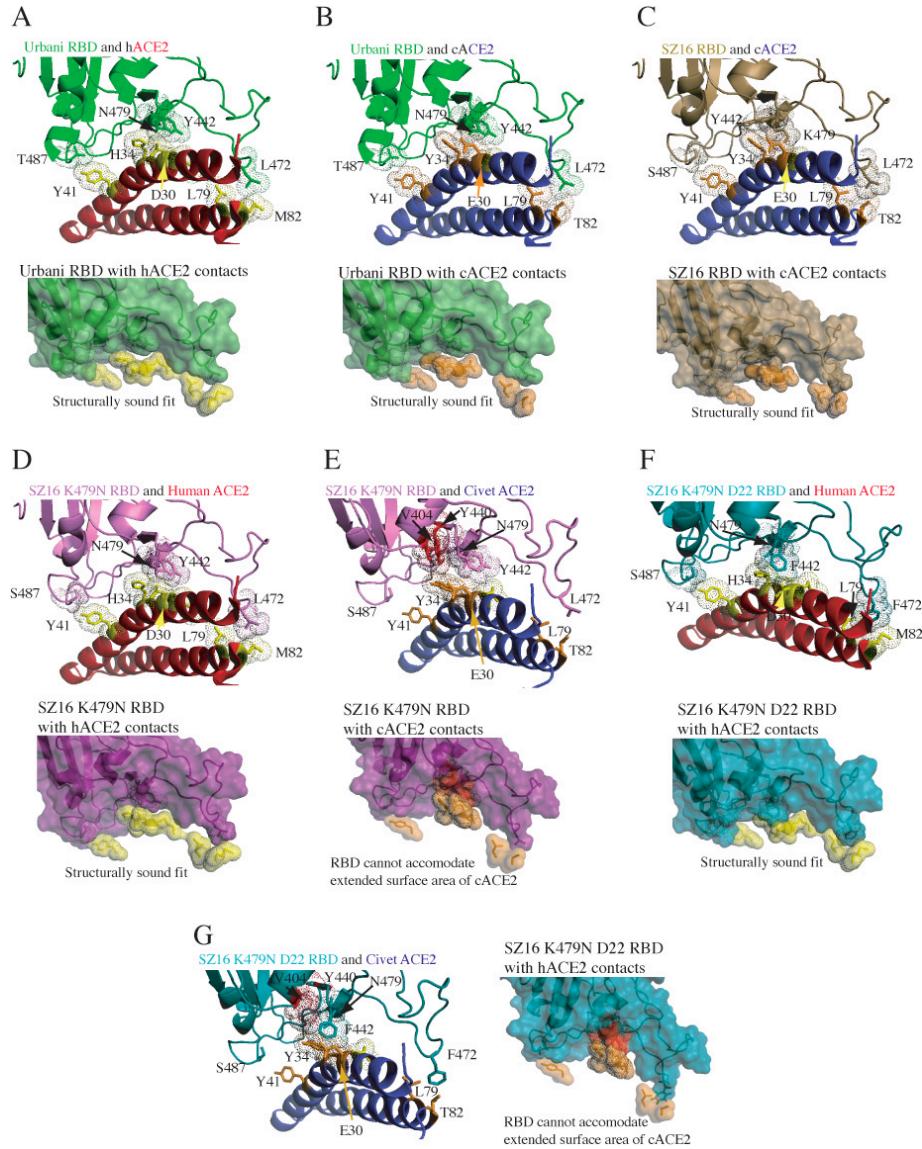 A
Urbani RBD and hACE2
N479
Y442
T487
H34
L472
Y41
D30
L79
M82
Urbani RBD with hACE2 contacts
Structurally sound fit
B
Urbani RBD and cACE2
N479
Y442
T487
Y34
L472
Y41
E30
L79
T82
Urbani RBD with cACE2 contacts
Structurally sound fit
C
SZ16 RBD and cACE2
Y442
K479
S487
Y34
L472
Y41
E30
L79
T82
SZ16 RBD with cACE2 contacts
Structurally sound fit
D
SZ16 K479N RBD and Human ACE2
N479
Y442
S487
H34
L472
Y41
D30
L79
M82
SZ16 K479N RBD
with hACE2 contacts
Structurally sound fit
E
SZ16 K479N RBD and Civet ACE2
Y440
V404
N479
Y442
S487
Y34
L472
Y41
L79
T82
E30
SZ16 K479N RBD
with cACE2 contacts
RBD cannot accomodate
extended surface area of cACE2
F
SZ16 K479N D22 RBD and Human ACE2
N479
S487
F442
H34
L79
Y41
F472
D30
M82
SZ16 K479N D22 RBD
with hACE2 contacts
Structurally sound fit
G
SZ16 K479N D22 RBD and Civet ACE2
V404
Y440
N479
F442
S487
Y34
F472
Y41
L79
T82
E30
SZ16 K479N D22 RBD
with hACE2 contacts
RBD cannot accomodate
extended surface area of cACE2